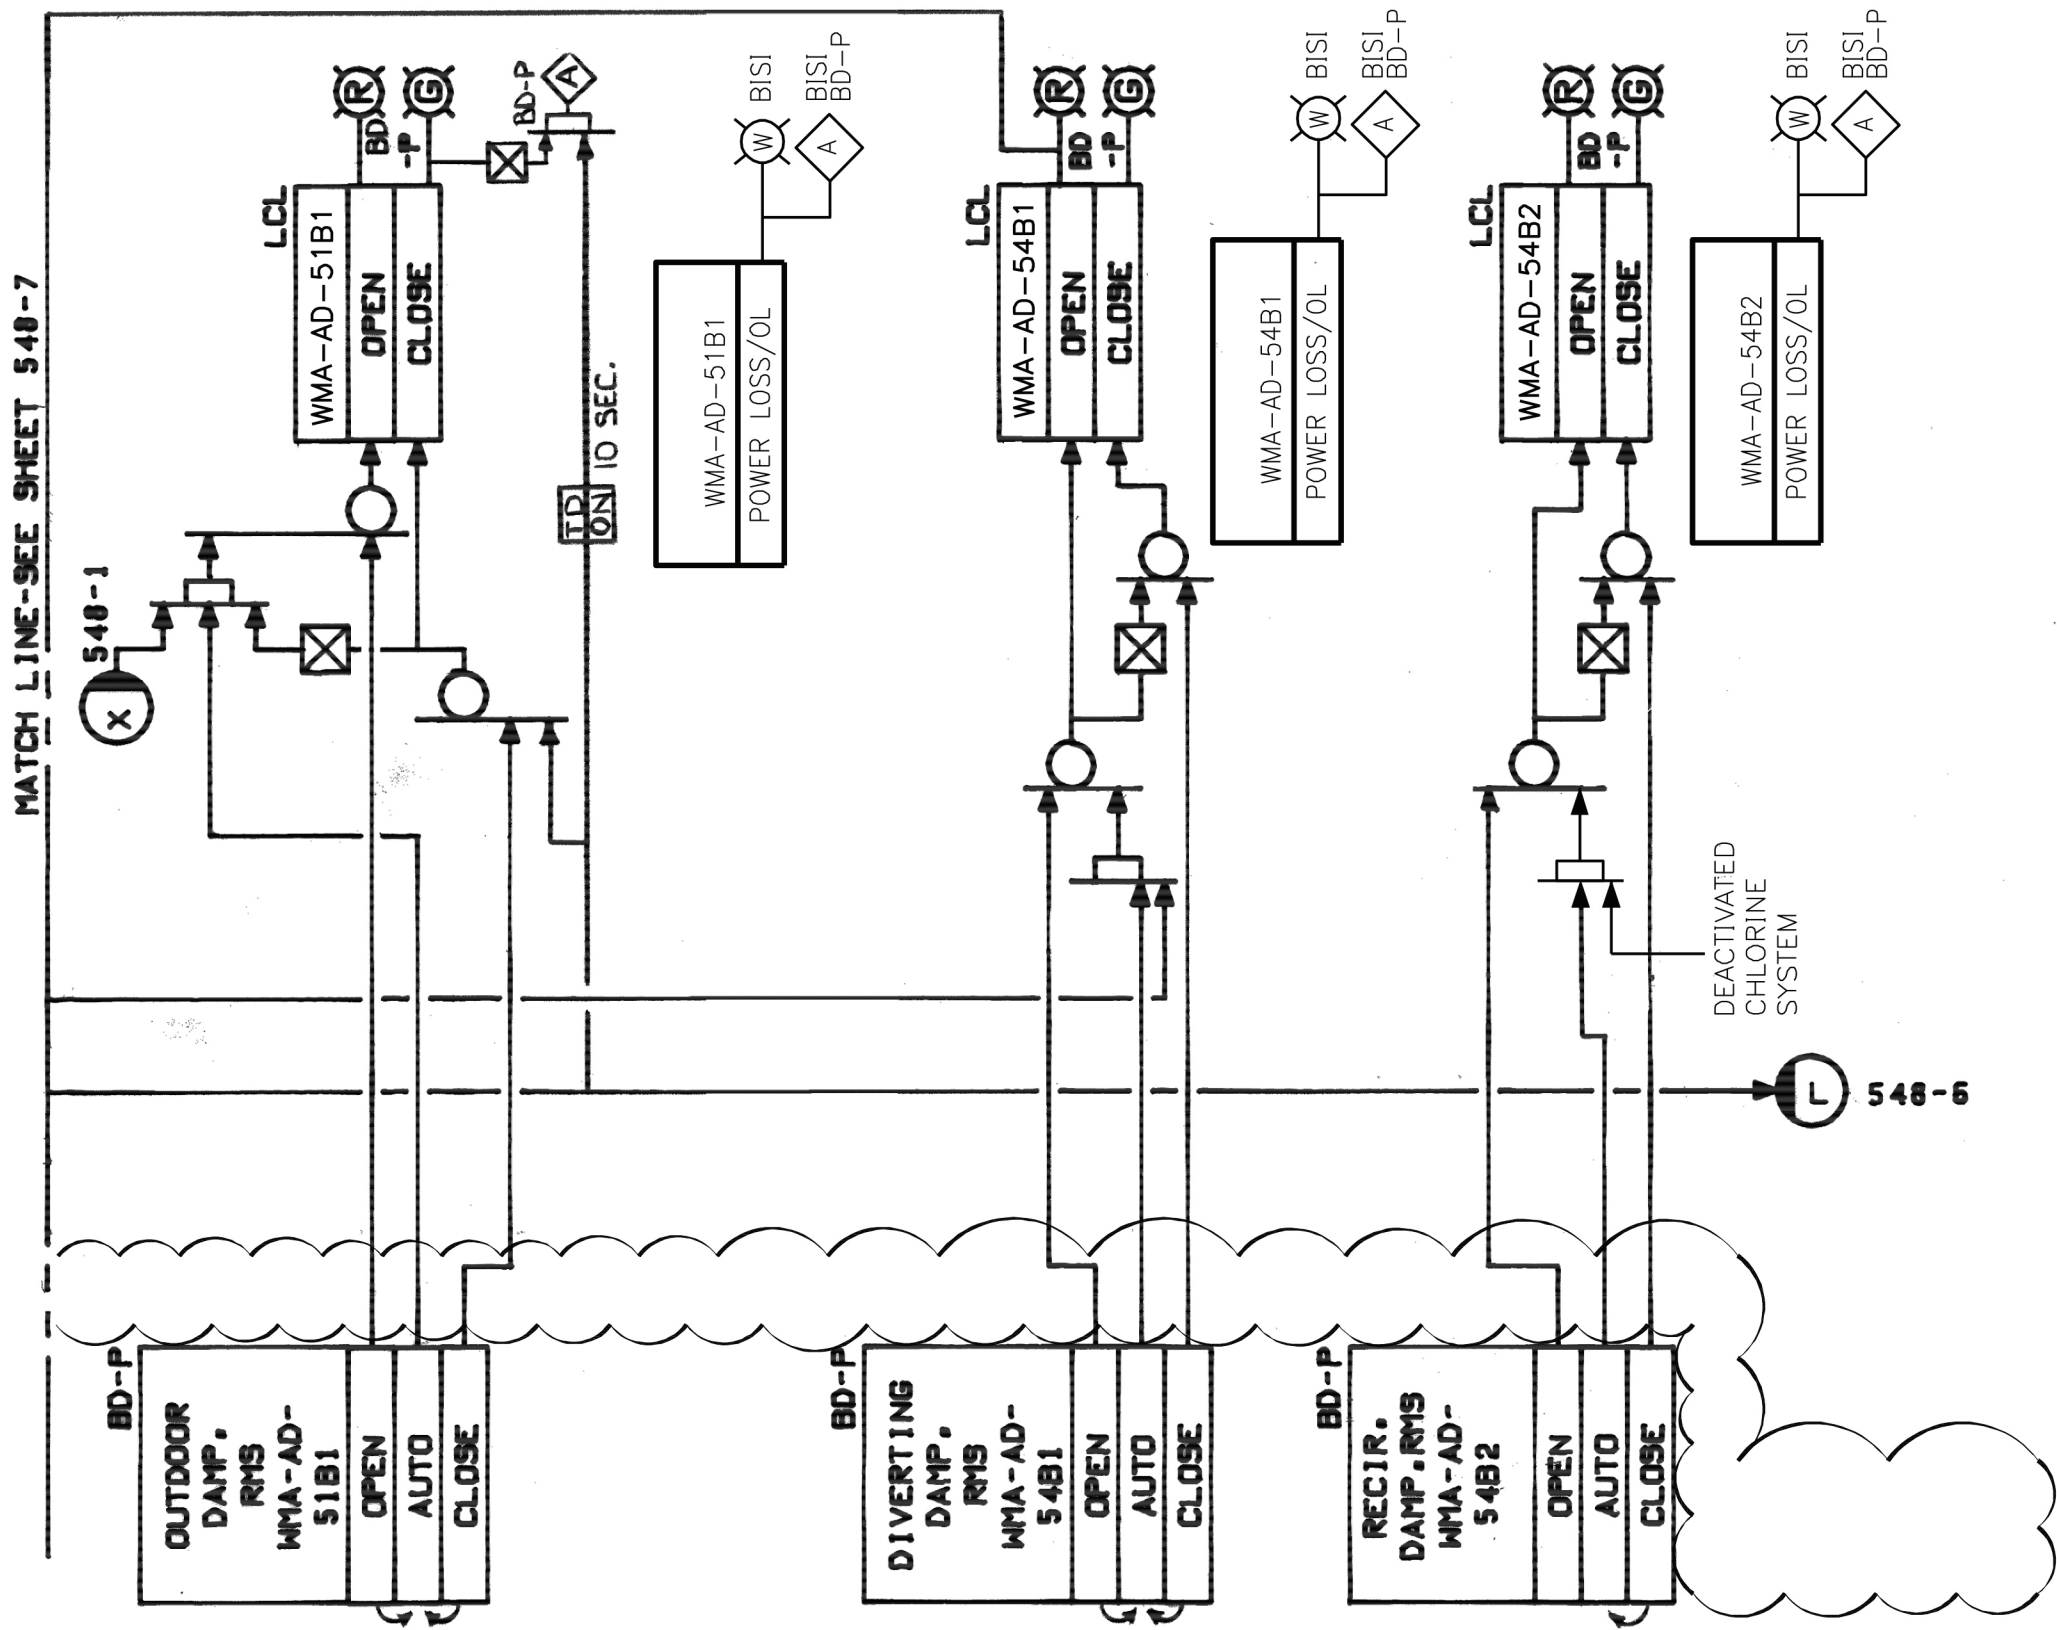 MATCH LINE-SEE SHEET 548-7
548-1
X
BD-P
OUTDOOR
DAMP.
RMS
WMA-AD-
51B1
OPEN
AUTO
CLOSE
LCL
WMA-AD-51B1
OPEN
CLOSE
R
BD
-P
G
BD-P
A
TD
ON
10 SEC.
WMA-AD-51B1
POWER LOSS/OL
W
BISI
A
BISI
BD-P
BD-P
DIVERTING
DAMP.
RMS
WMA-AD-
54B1
OPEN
AUTO
CLOSE
LCL
WMA-AD-54B1
OPEN
CLOSE
R
BD
-P
G
WMA-AD-54B1
POWER LOSS/OL
W
BISI
A
BISI
BD-P
BD-P
RECIR.
DAMP.RMS
WMA-AD-
54B2
OPEN
AUTO
CLOSE
DEACTIVATED
CHLORINE
SYSTEM
LCL
WMA-AD-54B2
OPEN
CLOSE
R
BD
-P
G
WMA-AD-54B2
POWER LOSS/OL
W
BISI
A
BISI
BD-P
L
548-6